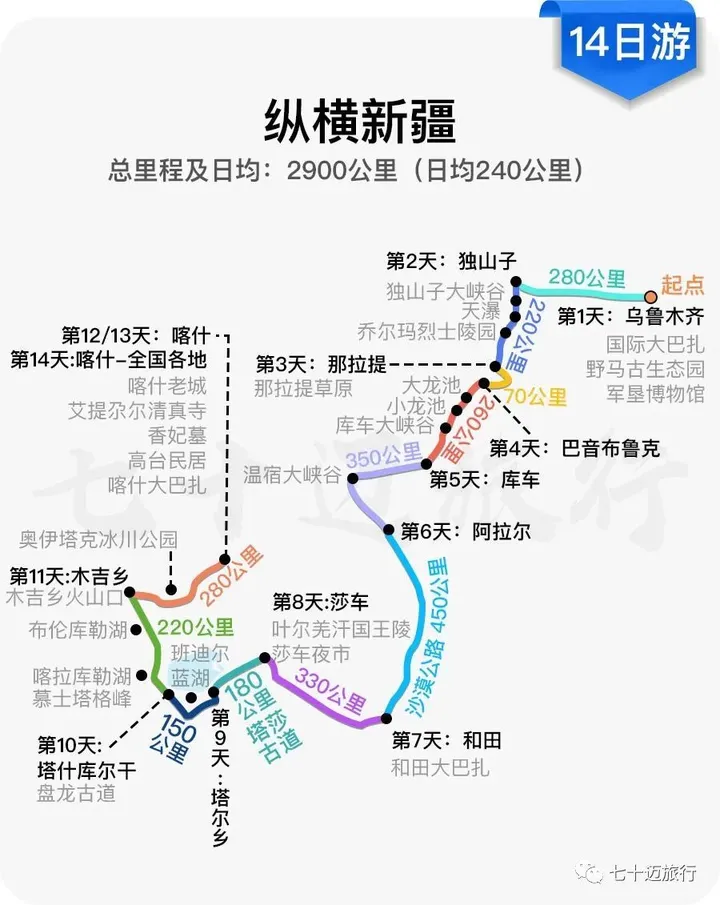 14日游
纵横新疆
总里程及日均：2900公里（日均240公里）
第2天：独山子
独山子大峡谷
天瀑
乔尔玛烈士陵园
280公里
起点
第1天：乌鲁木齐
国际大巴扎
野马古生态园
军垦博物馆
220公里
第3天：那拉提
那拉提草原
70公里
大龙池
小龙池
库车大峡谷
260公里
第4天：巴音布鲁克
第5天：库车
350公里
温宿大峡谷
第6天：阿拉尔
沙漠公路 450公里
第7天：和田
和田大巴扎
330公里
第8天:莎车
叶尔羌汗国王陵
莎车夜市
180
公里
塔莎
古道
第9天：塔尔乡
班迪尔
蓝湖
150
公里
第10天:
塔什库尔干
盘龙古道
220公里
慕士塔格峰
喀拉库勒湖
布伦库勒湖
第11天:木吉乡
木吉乡火山口
奥伊塔克冰川公园
280公里
第12/13天：喀什
第14天:喀什-全国各地
喀什老城
艾提尕尔清真寺
香妃墓
高台民居
喀什大巴扎
七十迈旅行
七十迈旅行